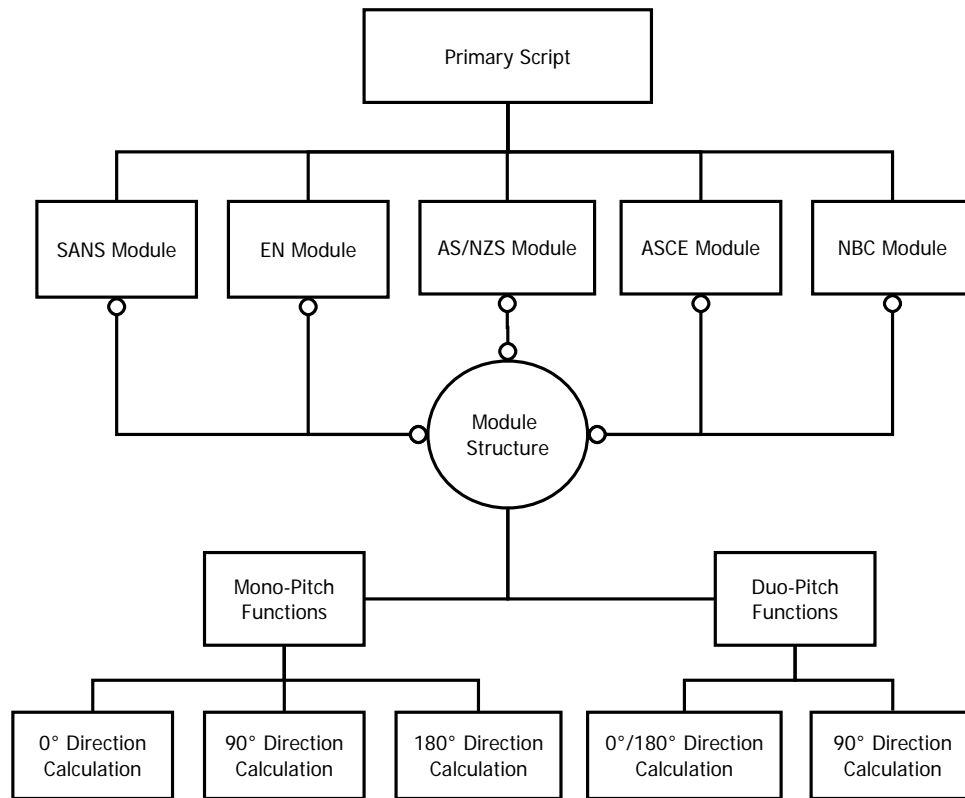 Primary Script
SANS Module
EN Module
AS/NZS Module
ASCE Module
NBC Module
Module
Structure
Mono-Pitch
Functions
Duo-Pitch
Functions
0° Direction
Calculation
90° Direction
Calculation
180° Direction
Calculation
0°/180° Direction
Calculation
90° Direction
Calculation